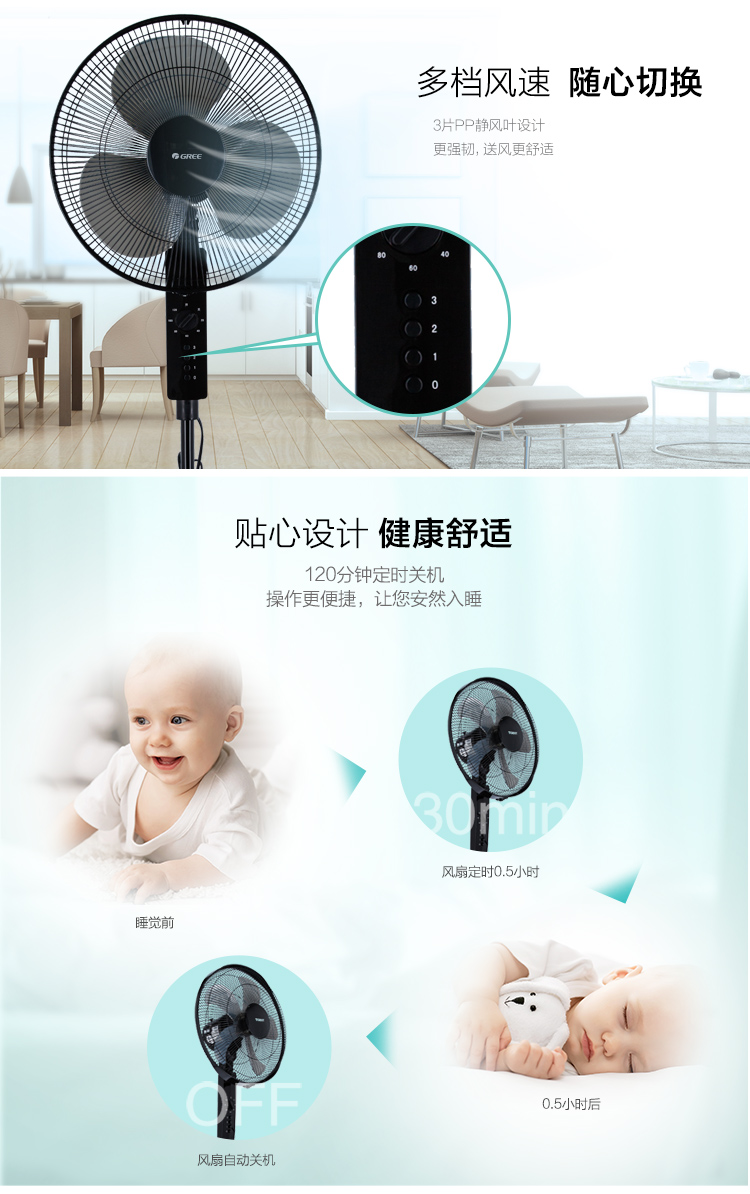 多档风速 随心切换
3片PP静风叶设计
更强韧, 送风更舒适
GREE
80 40
60
3
2
1
0
贴心设计 健康舒适
120分钟定时关机
操作更便捷，让您安然入睡
30min
风扇定时0.5小时
睡觉前
OFF
0.5小时后
风扇自动关机